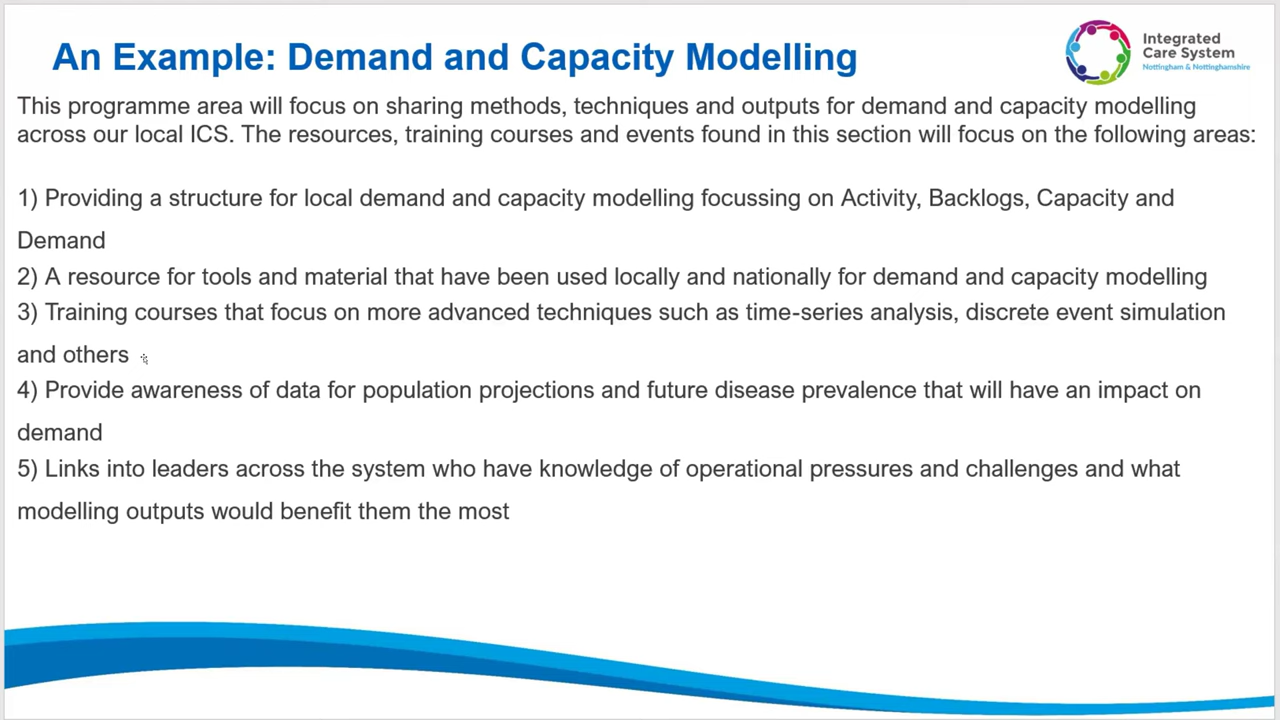 An Example: Demand and Capacity Modelling
Integrated
Care System
Nottingham & Nottinghamshire
This programme area will focus on sharing methods, techniques and outputs for demand and capacity modelling
across our local ICS. The resources, training courses and events found in this section will focus on the following areas:
1) Providing a structure for local demand and capacity modelling focussing on Activity, Backlogs, Capacity and
Demand
2) A resource for tools and material that have been used locally and nationally for demand and capacity modelling
3) Training courses that focus on more advanced techniques such as time-series analysis, discrete event simulation
and others
4) Provide awareness of data for population projections and future disease prevalence that will have an impact on
demand
5) Links into leaders across the system who have knowledge of operational pressures and challenges and what
modelling outputs would benefit them the most